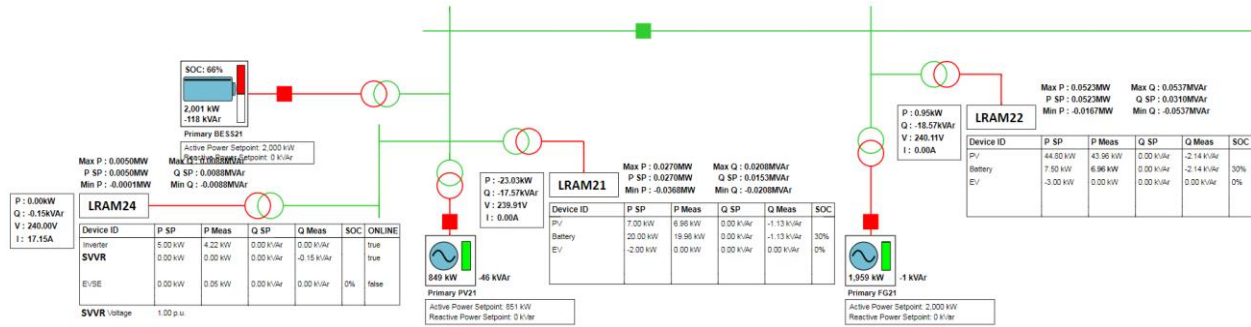 SOC: 66%
2,001 kW
-118 kVAr
Primary BESS21
Active Power Setpoint: 2,000 kW
Reactive Power Setpoint: 0 kVAr
Max P : 0.0050MW Max Q : 0.0088MVAr
P SP : 0.0050MW Q SP : 0.0088MVAr
Min P : -0.0001MW Min Q : -0.0088MVAr
P : 0.00kW
Q : -0.15kVAr
V : 240.00V
I : 17.15A
LRAM24
Device ID P SP P Meas Q SP Q Meas SOC ONLINE
Inverter 5.00 kW 4.22 kW 0.00 kVAr 0.00 kVAr true
SVVR 0.00 kW 0.00 kW 0.00 kVAr -0.15 kVAr true
EVSE 0.00 kW 0.05 kW 0.00 kVAr 0.00 kVAr 0% false
SVVR Voltage 1.00 p.u.
P : -23.03kW
Q : -17.57kVAr
V : 239.91V
I : 0.00A
LRAM21
Max P : 0.0270MW Max Q : 0.0208MVAr
P SP : 0.0270MW Q SP : 0.0153MVAr
Min P : -0.0368MW Min Q : -0.0208MVAr
Device ID P SP P Meas Q SP Q Meas SOC
PV 7.00 kW 6.96 kW 0.00 kVAr -1.13 kVAr
Battery 20.00 kW 19.96 kW 0.00 kVAr -1.13 kVAr 30%
EV -2.00 kW 0.00 kW 0.00 kVAr 0.00 kVAr 0%
849 kW -46 kVAr
Primary PV21
Active Power Setpoint: 851 kW
Reactive Power Setpoint: 0 kVar
P : 0.95kW
Q : -18.57kVAr
V : 240.11V
I : 0.00A
LRAM22
Max P : 0.0523MW Max Q : 0.0537MVAr
P SP : 0.0523MW Q SP : 0.0310MVAr
Min P : -0.0167MW Min Q : -0.0537MVAr
Device ID P SP P Meas Q SP Q Meas SOC
PV 44.80 kW 43.96 kW 0.00 kVAr -2.14 kVAr
Battery 7.50 kW 6.96 kW 0.00 kVAr -2.14 kVAr 30%
EV -3.00 kW 0.00 kW 0.00 kVAr 0.00 kVAr 0%
1,959 kW -1 kVAr
Primary FG21
Active Power Setpoint: 2,000 kW
Reactive Power Setpoint: 0 kVAr